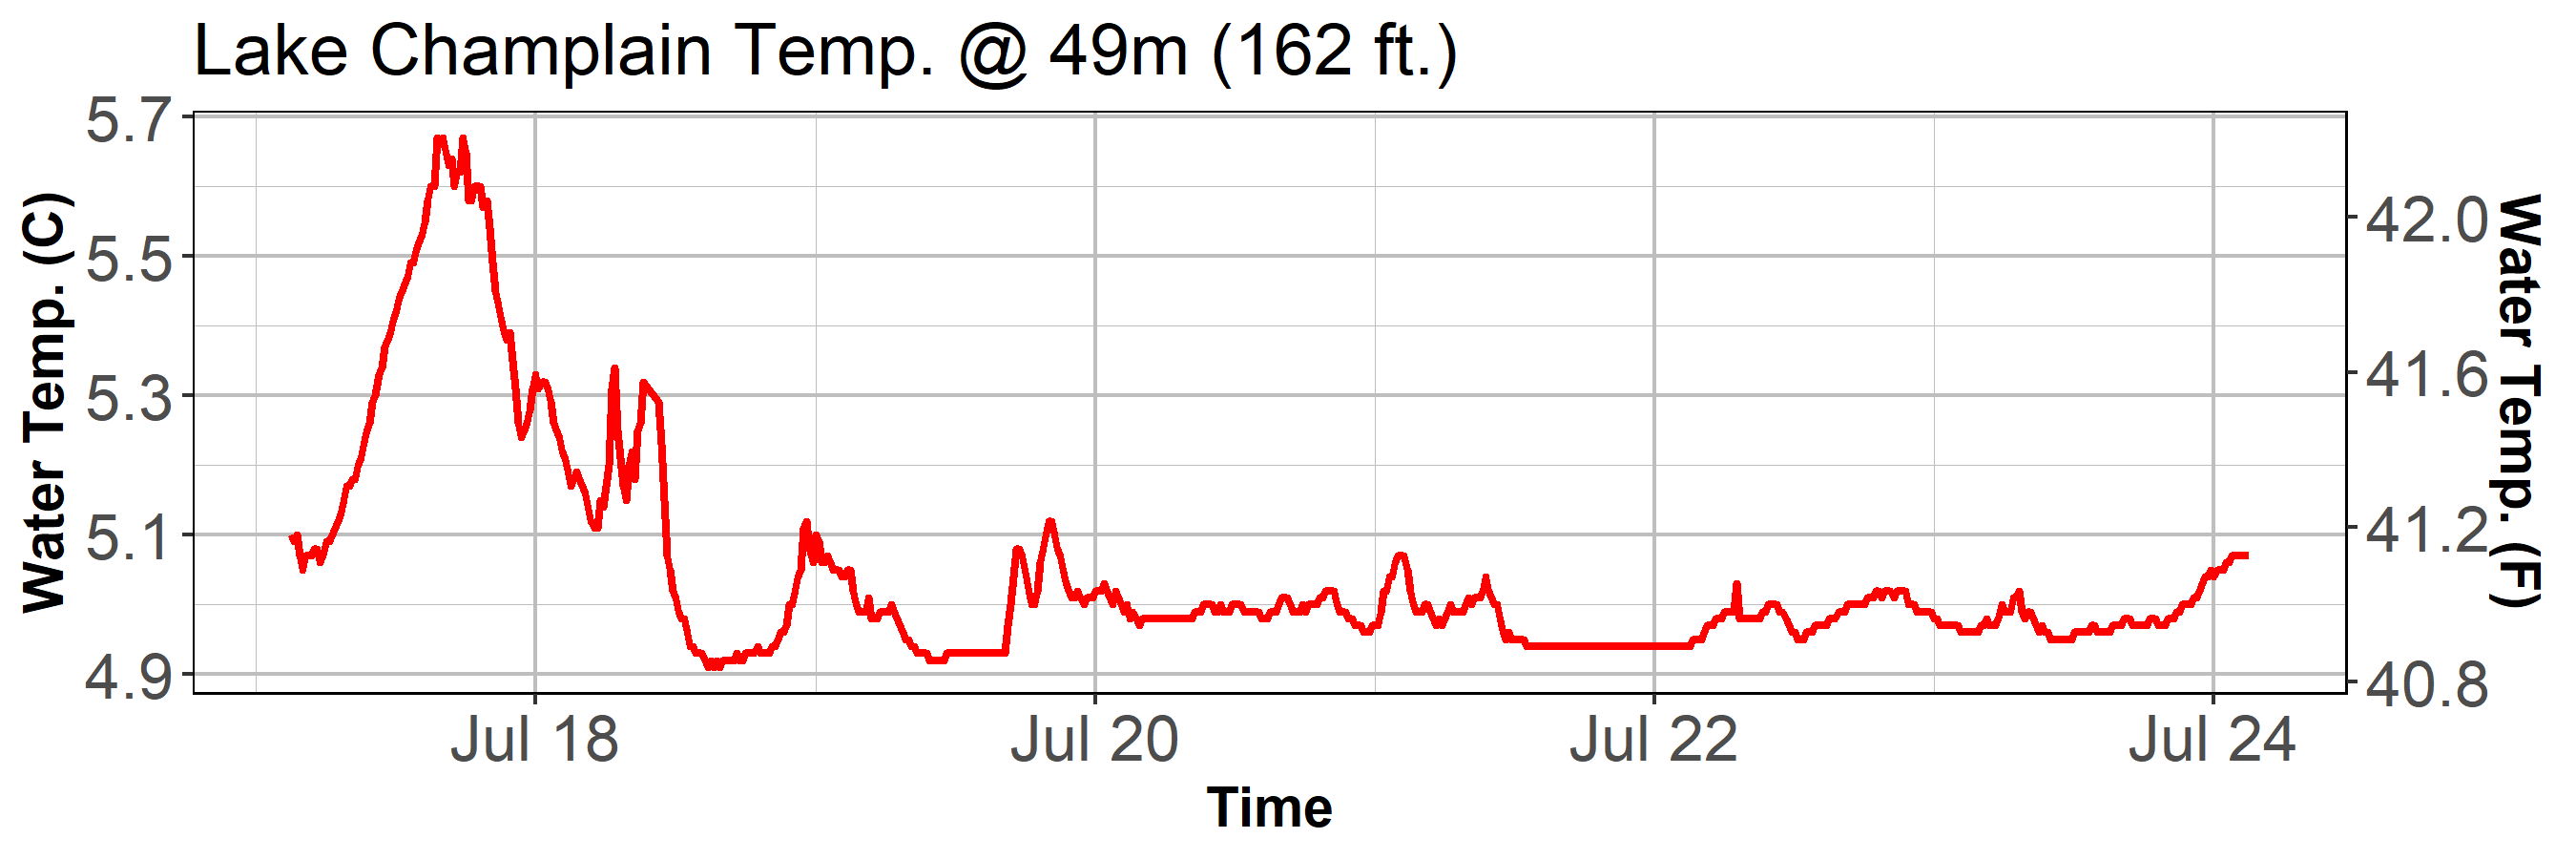 Lake Champlain Temp. @ 49m (162 ft.)
Water Temp. (C)
5.7
5.5
5.3
5.1
4.9
42.0
41.6
41.2
40.8
Water Temp. (F)
Jul 18 Jul 20 Jul 22 Jul 24
Time